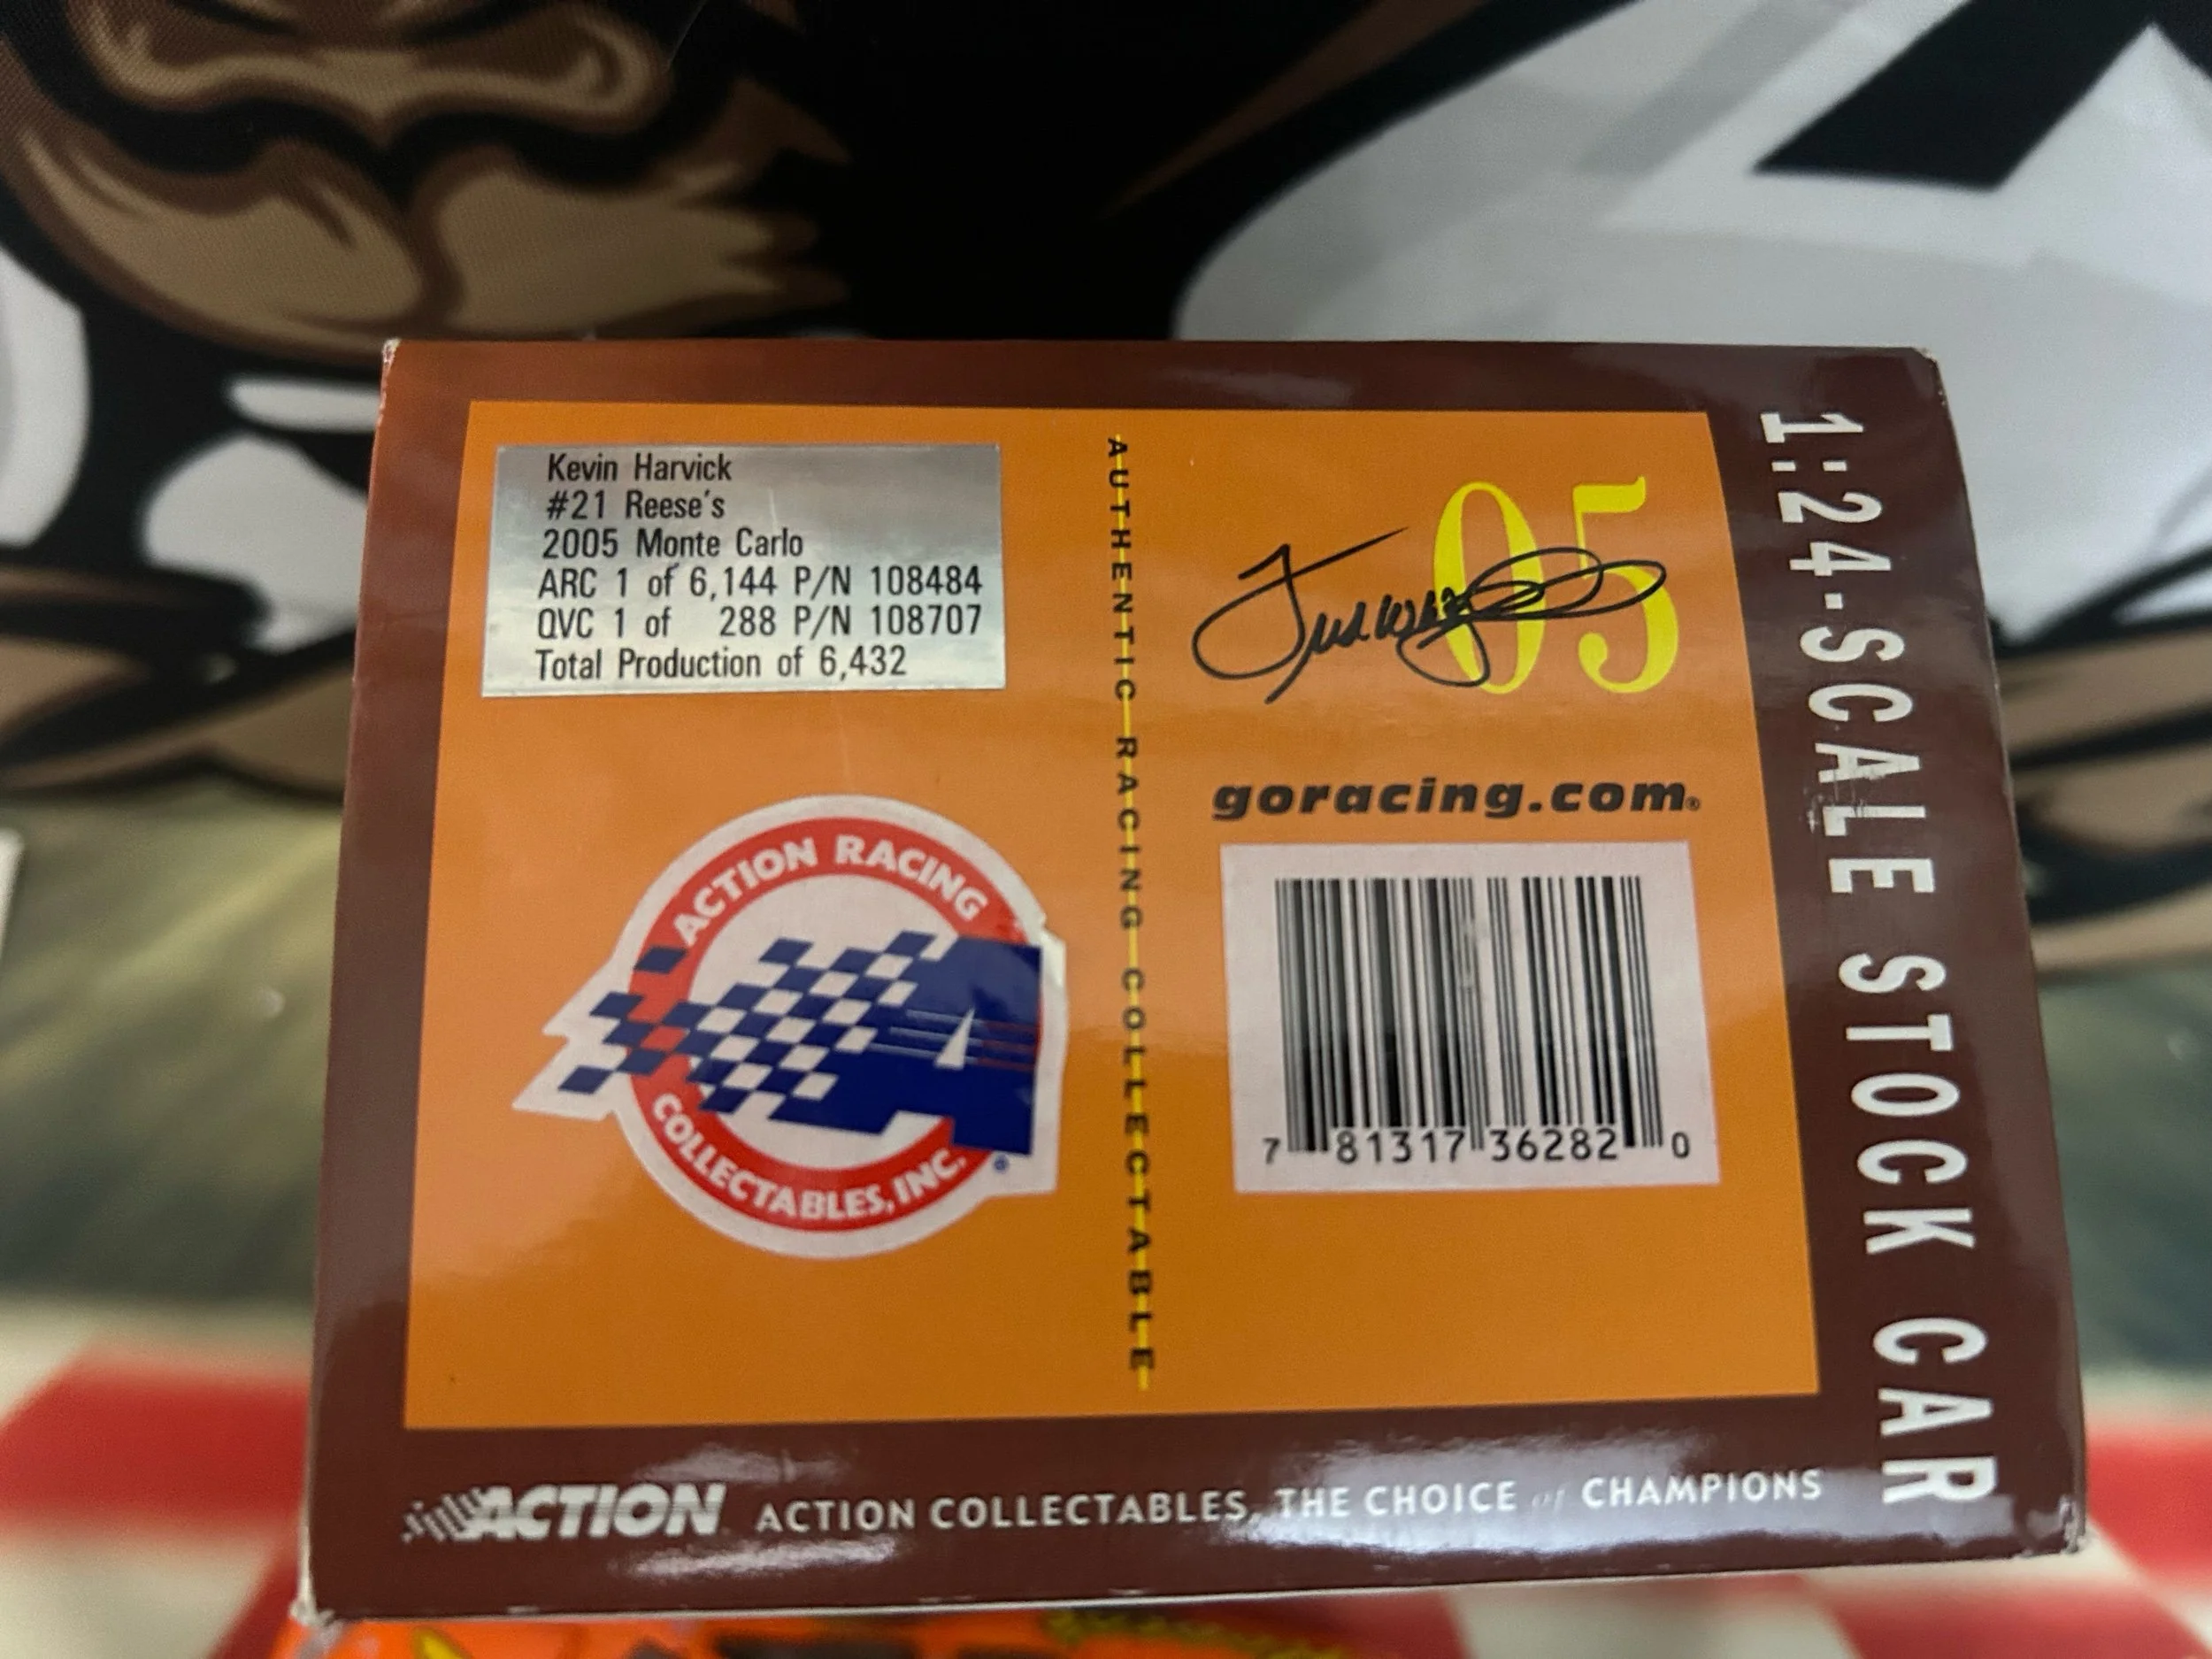 Kevin Harvick
#21 Reese's
2005 Monte Carlo
ARC 1 of 6,144 P/N 108484
QVC 1 of 288 P/N 108707
Total Production of 6,432
ACTION RACING
COLLECTABLES, INC.
A
AUTHENTIC RACING COLLECTABLE
05
goracing.com®
7 81317 36282 0
1:24-SCALE STOCK CAR
ACTION ACTION COLLECTABLES, THE CHOICE of CHAMPIONS